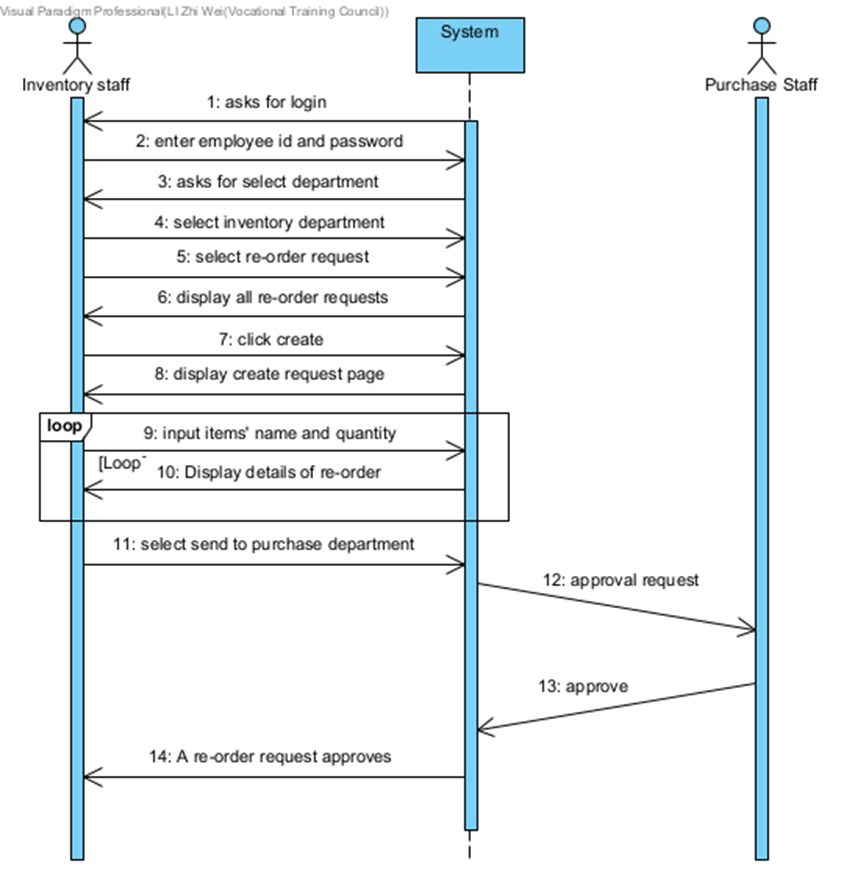 Visual Paradigm Professional(LI Zhi Wei(Vocational Training Council))
System
Inventory staff
Purchase Staff
1: asks for login
2: enter employee id and password
3: asks for select department
4: select inventory department
5: select re-order request
6: display all re-order requests
7: click create
8: display create request page
loop
9: input items' name and quantity
[Loop
10: Display details of re-order
11: select send to purchase department
12: approval request
13: approve
14: A re-order request approves